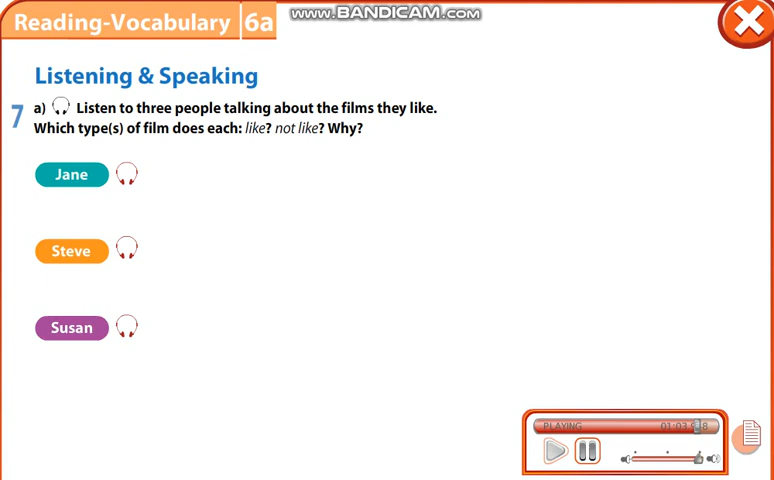 www.BANDICAM.com
Reading-Vocabulary 6a
Listening & Speaking
7 a) Listen to three people talking about the films they like.
Which type(s) of film does each: like? not like? Why?
Jane
Steve
Susan
PLAYING